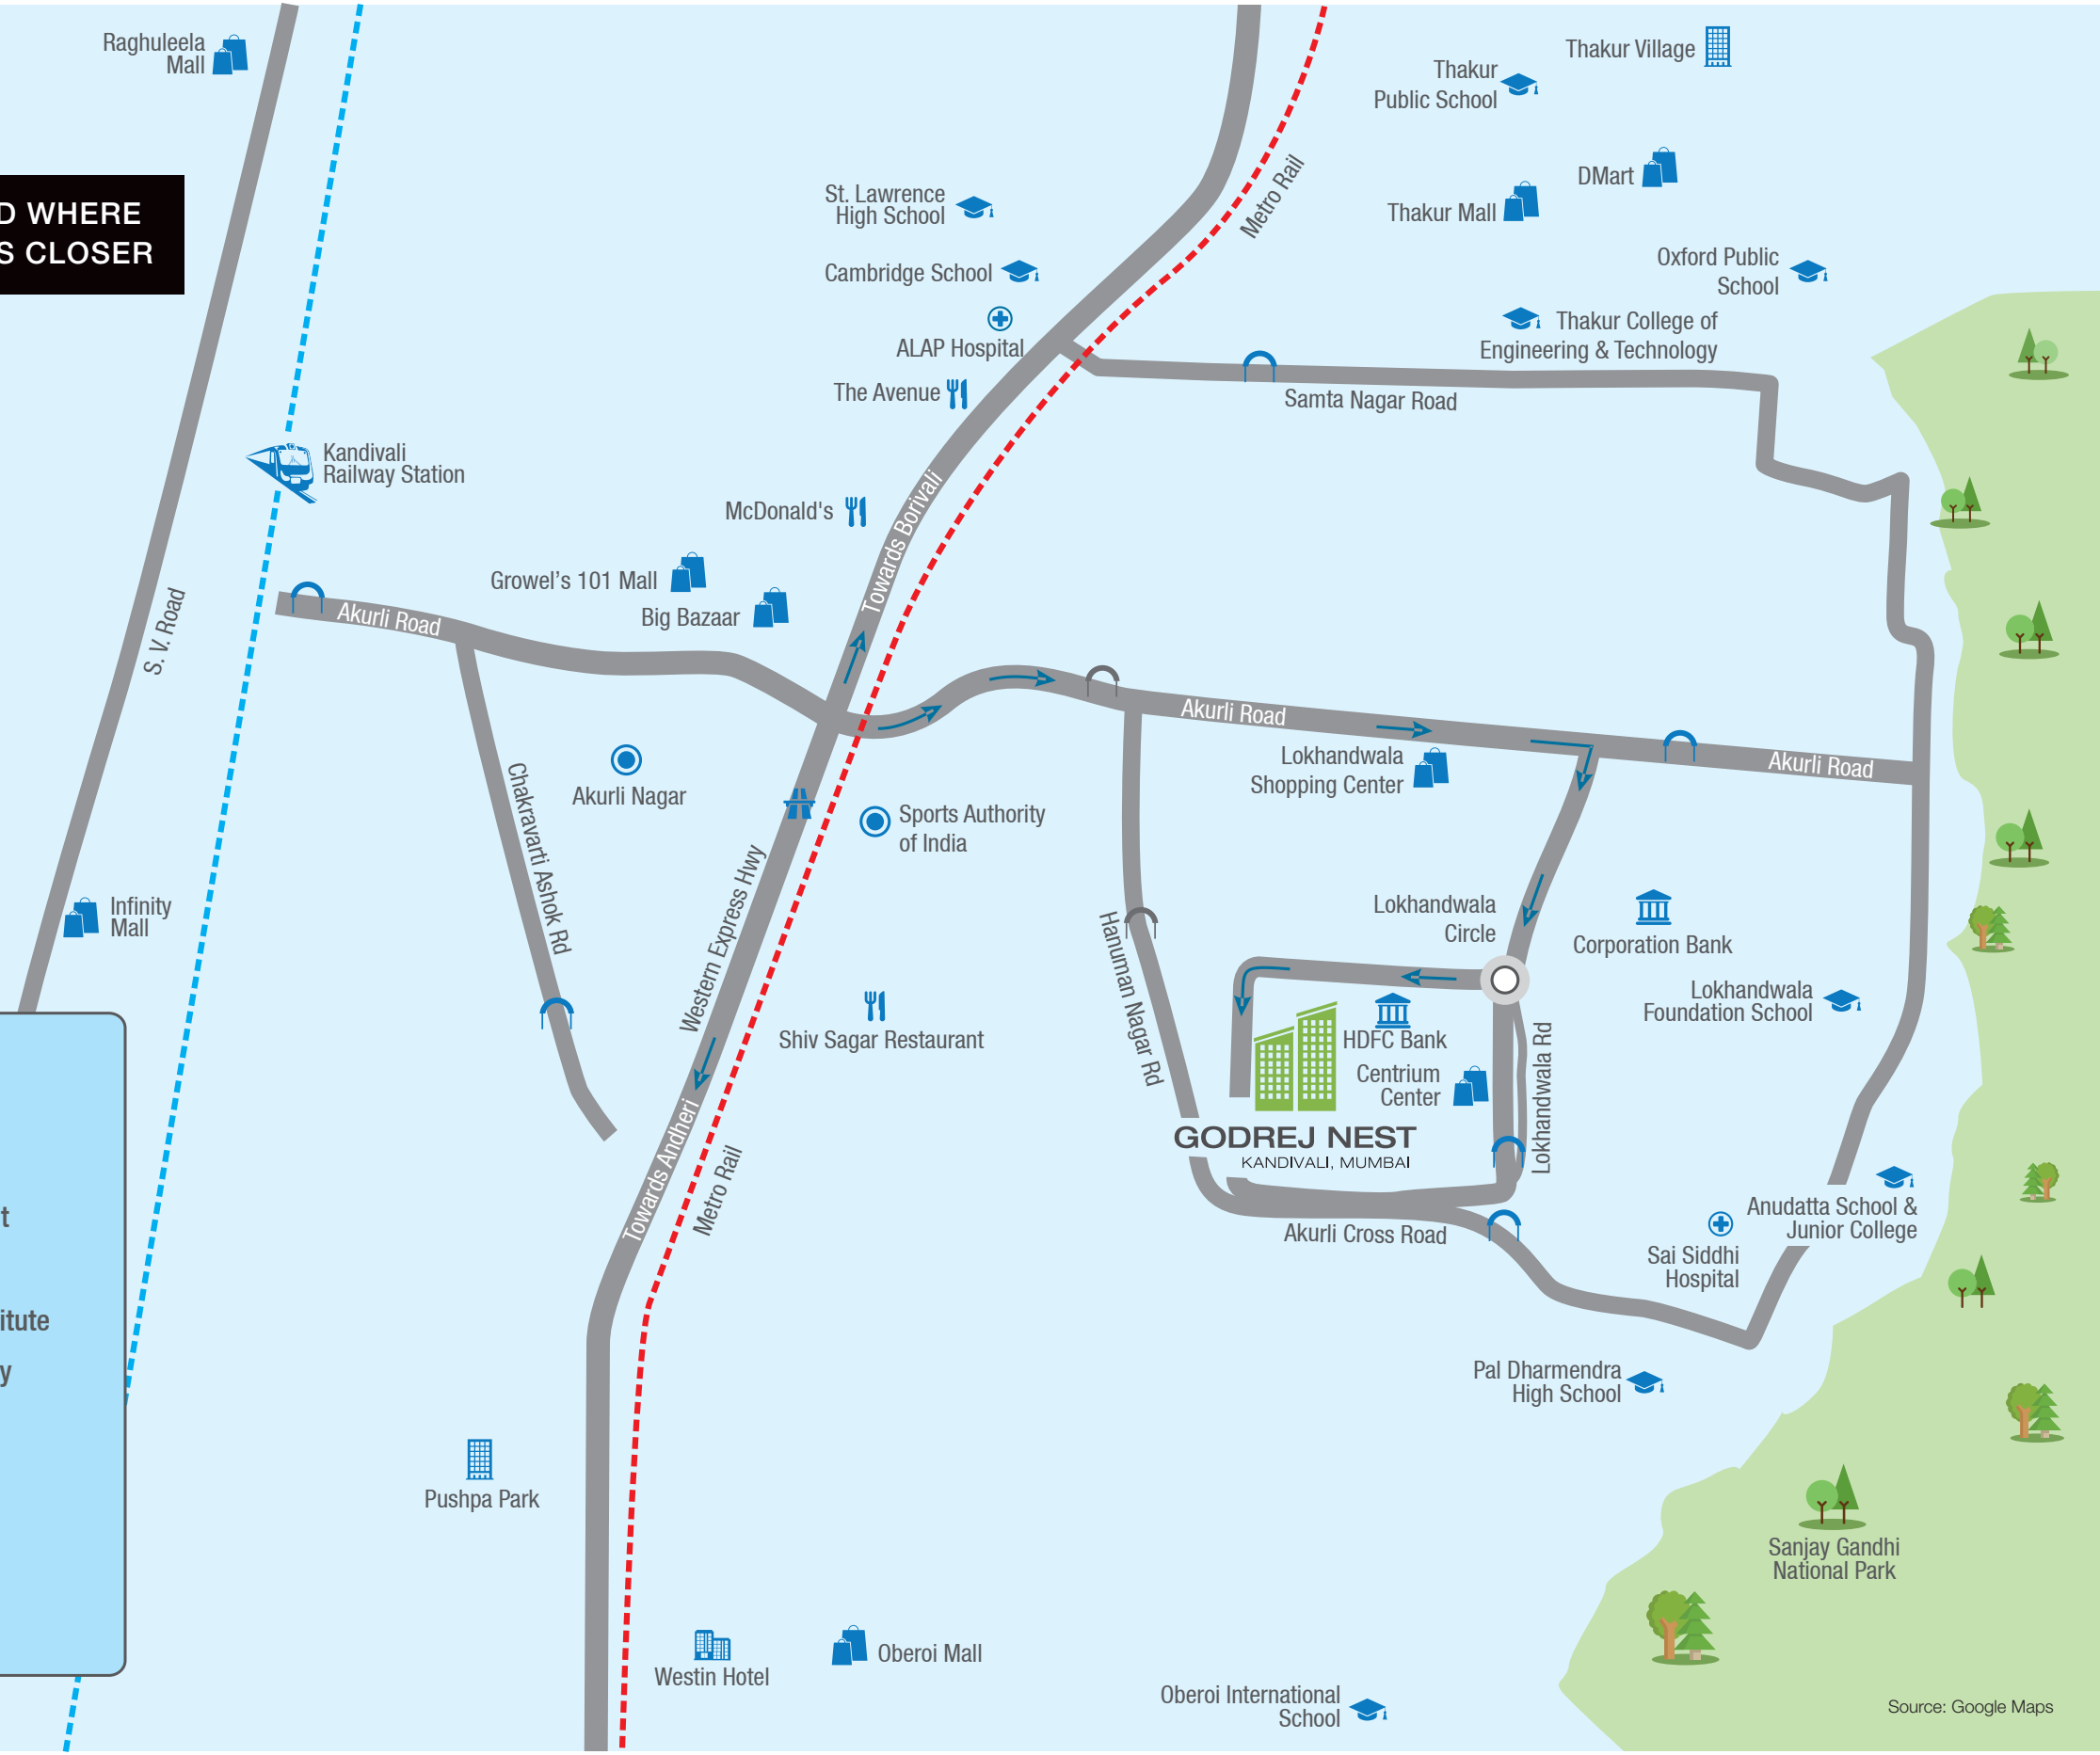 Raghuleela
Mall
D WHERE
S CLOSER
Thakur Village
Thakur
Public School
DMart
Thakur Mall
Metro Rail
St. Lawrence
High School
Cambridge School
ALAP Hospital
The Avenue
Oxford Public
School
Thakur College of
Engineering & Technology
Samta Nagar Road
Kandivali
Railway Station
McDonald's
Towards Borivali
Growel's 101 Mall
Big Bazaar
S. V. Road
Akurli Road
Akurli Road
Akurli Road
Lokhandwala
Shopping Center
Akurli Nagar
Chakravarti Ashok Rd
Sports Authority
of India
Western Express Hwy
Infinity
Mall
Hanuman Nagar Rd
Lokhandwala
Circle
Corporation Bank
Lokhandwala
Foundation School
Shiv Sagar Restaurant
HDFC Bank
Centrium
Center
Lokhandwala Rd
GODREJ NEST
KANDIVALI, MUMBAI
Towards Andheri
Metro Rail
Akurli Cross Road
Anudatta School &
Junior College
Sai Siddhi
Hospital
t
itute
y
Pal Dharmendra
High School
Pushpa Park
Sanjay Gandhi
National Park
Westin Hotel
Oberoi Mall
Oberoi International
School
Source: Google Maps